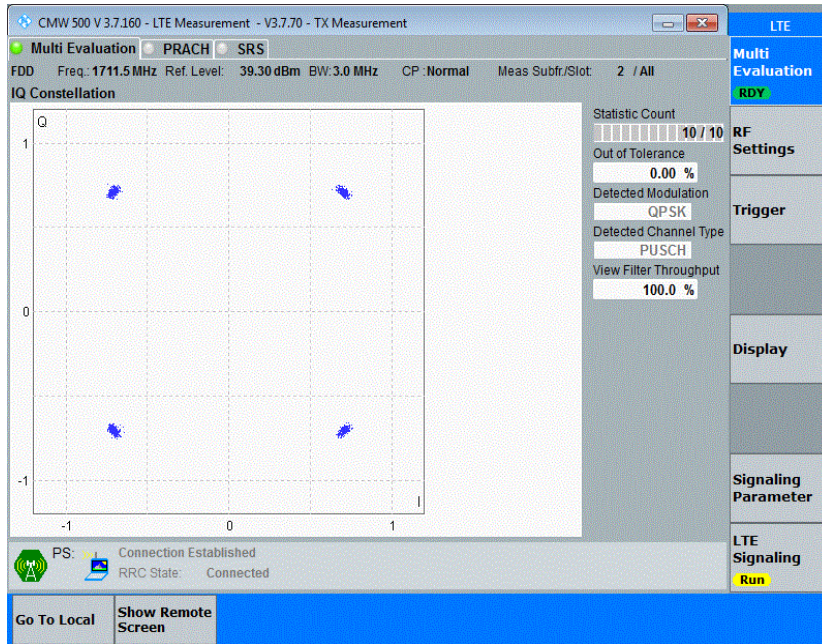 CMW 500 V 3.7.160 - LTE Measurement - V3.7.70 - TX Measurement
LTE
Multi Evaluation PRACH SRS
FDD Freq.: 1711.5 MHz Ref. Level: 39.30 dBm BW: 3.0 MHz CP : Normal Meas Subfr./Slot: 2 / All
IQ Constellation
Q
1
0
-1
-1
0
1
I
Statistic Count
10 / 10
Out of Tolerance
0.00 %
Detected Modulation
QPSK
Detected Channel Type
PUSCH
View Filter Throughput
100.0 %
Multi
Evaluation
RDY
RF
Settings
Trigger
Display
Signaling
Parameter
LTE
Signaling
Run
PS: Connection Established
RRC State: Connected
Go To Local
Show Remote
Screen